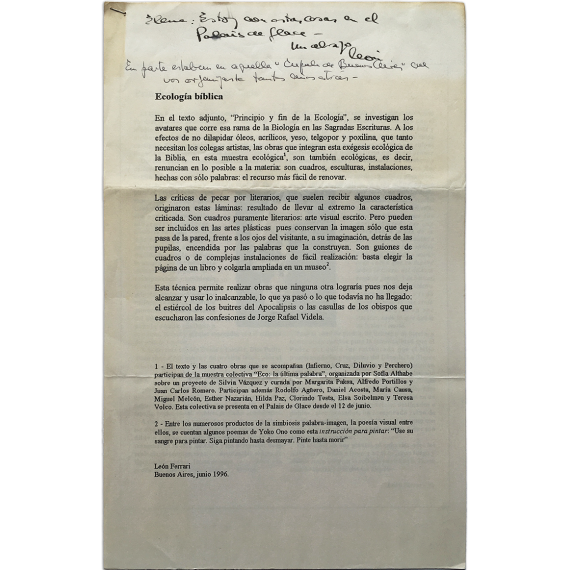 Elena: Estoy con estas cosas en el
Palais de Glace –
Un abrazo
León
En parte estaban en aquella "Cúpula de Buenos Aires" que
vos organizaste tantos años atras –
Ecología bíblica
En el texto adjunto, "Principio y fin de la Ecología", se investigan los
avatares que corre esa rama de la Biología en las Sagradas Escrituras. A los
efectos de no dilapidar óleos, acrílicos, yeso, telgopor y poxilina, que tanto
necesitan los colegas artistas, las obras que integran esta exégesis ecológica de
la Biblia, en esta muestra ecológica1, son también ecológicas, es decir,
renuncian en lo posible a la materia: son cuadros, esculturas, instalaciones,
hechas con sólo palabras: el recurso más fácil de renovar.
Las críticas de pecar por literarios, que suelen recibir algunos cuadros,
originaron estas láminas: resultado de llevar al extremo la característica
criticada. Son cuadros puramente literarios: arte visual escrito. Pero pueden
ser incluidos en las artes plásticas pues conservan la imagen sólo que esta
pasa de la pared, frente a los ojos del visitante, a su imaginación, detrás de las
pupilas, encendida por las palabras que la construyen. Son guiones de
cuadros o de complejas instalaciones de fácil realización: basta elegir la
página de un libro y colgarla ampliada en un museo2.
Esta técnica permite realizar obras que ninguna otra lograría pues nos deja
alcanzar y usar lo inalcanzable, lo que ya pasó o lo que todavía no ha llegado:
el estiércol de los buitres del Apocalipsis o las casullas de los obispos que
escucharon las confesiones de Jorge Rafael Videla.
1 - El texto y las cuatro obras que se acompañan (Infierno, Cruz, Diluvio y Perchero)
participan de la muestra colectiva "Eco: la última palabra", organizada por Sofía Althabe
sobre un proyecto de Silvia Vázquez y curada por Margarita Paksa, Alfredo Portillos y
Juan Carlos Romero. Participan además Rodolfo Agüero, Daniel Acosta, María Causa,
Miguel Melcón, Esther Nazarián, Hilda Paz, Clorindo Testa, Elsa Soibelman y Teresa
Volco. Esta colectiva se presenta en el Palais de Glace desde el 12 de junio.
2 - Entre los numerosos productos de la simbiosis palabra-imagen, la poesía visual entre
ellos, se cuentan algunos poemas de Yoko Ono como esta instrucción para pintar: "Use su
sangre para pintar. Siga pintando hasta desmayar. Pinte hasta morir"
León Ferrari
Buenos Aires, junio 1996.